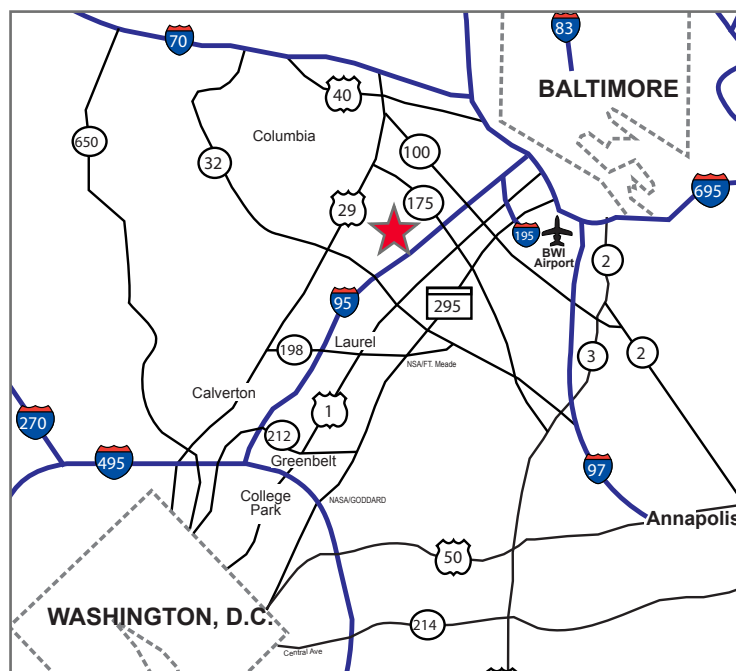 83
70
BALTIMORE
40
Columbia
650
100
32
695
175
29
195
BWI
Airport
2
95
295
Laurel
198
3
2
NSA/FT. Meade
Calverton
1
270
212
Greenbelt
495
97
College
Park
NASA/GODDARD
Annapolis
50
WASHINGTON, D.C.
214
Central Ave